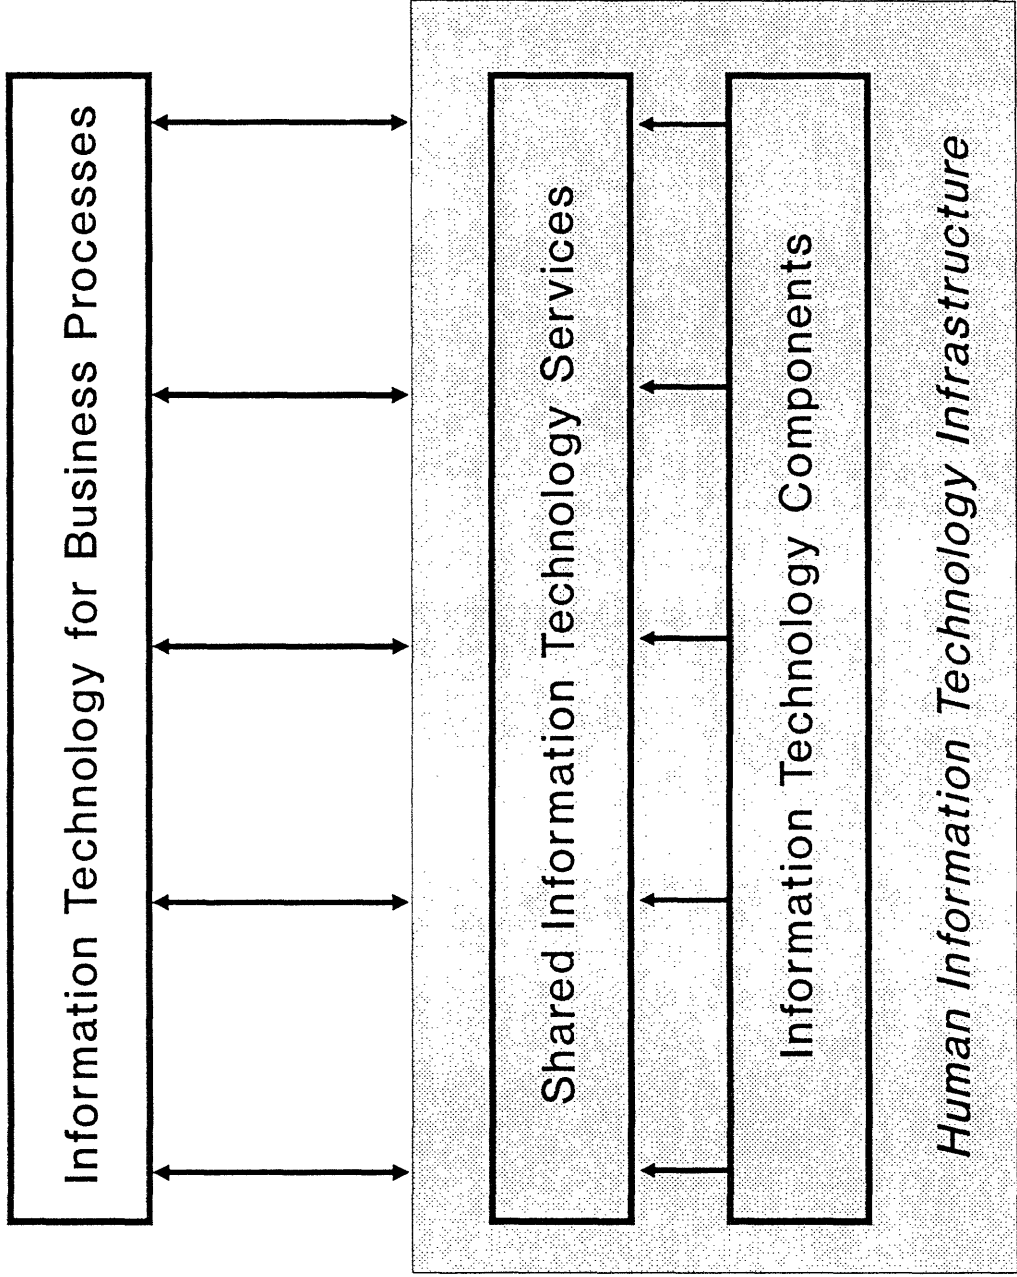 Information Technology for Business Processes
Shared Information Technology Services
Information Technology Components
Human Information Technology Infrastructure